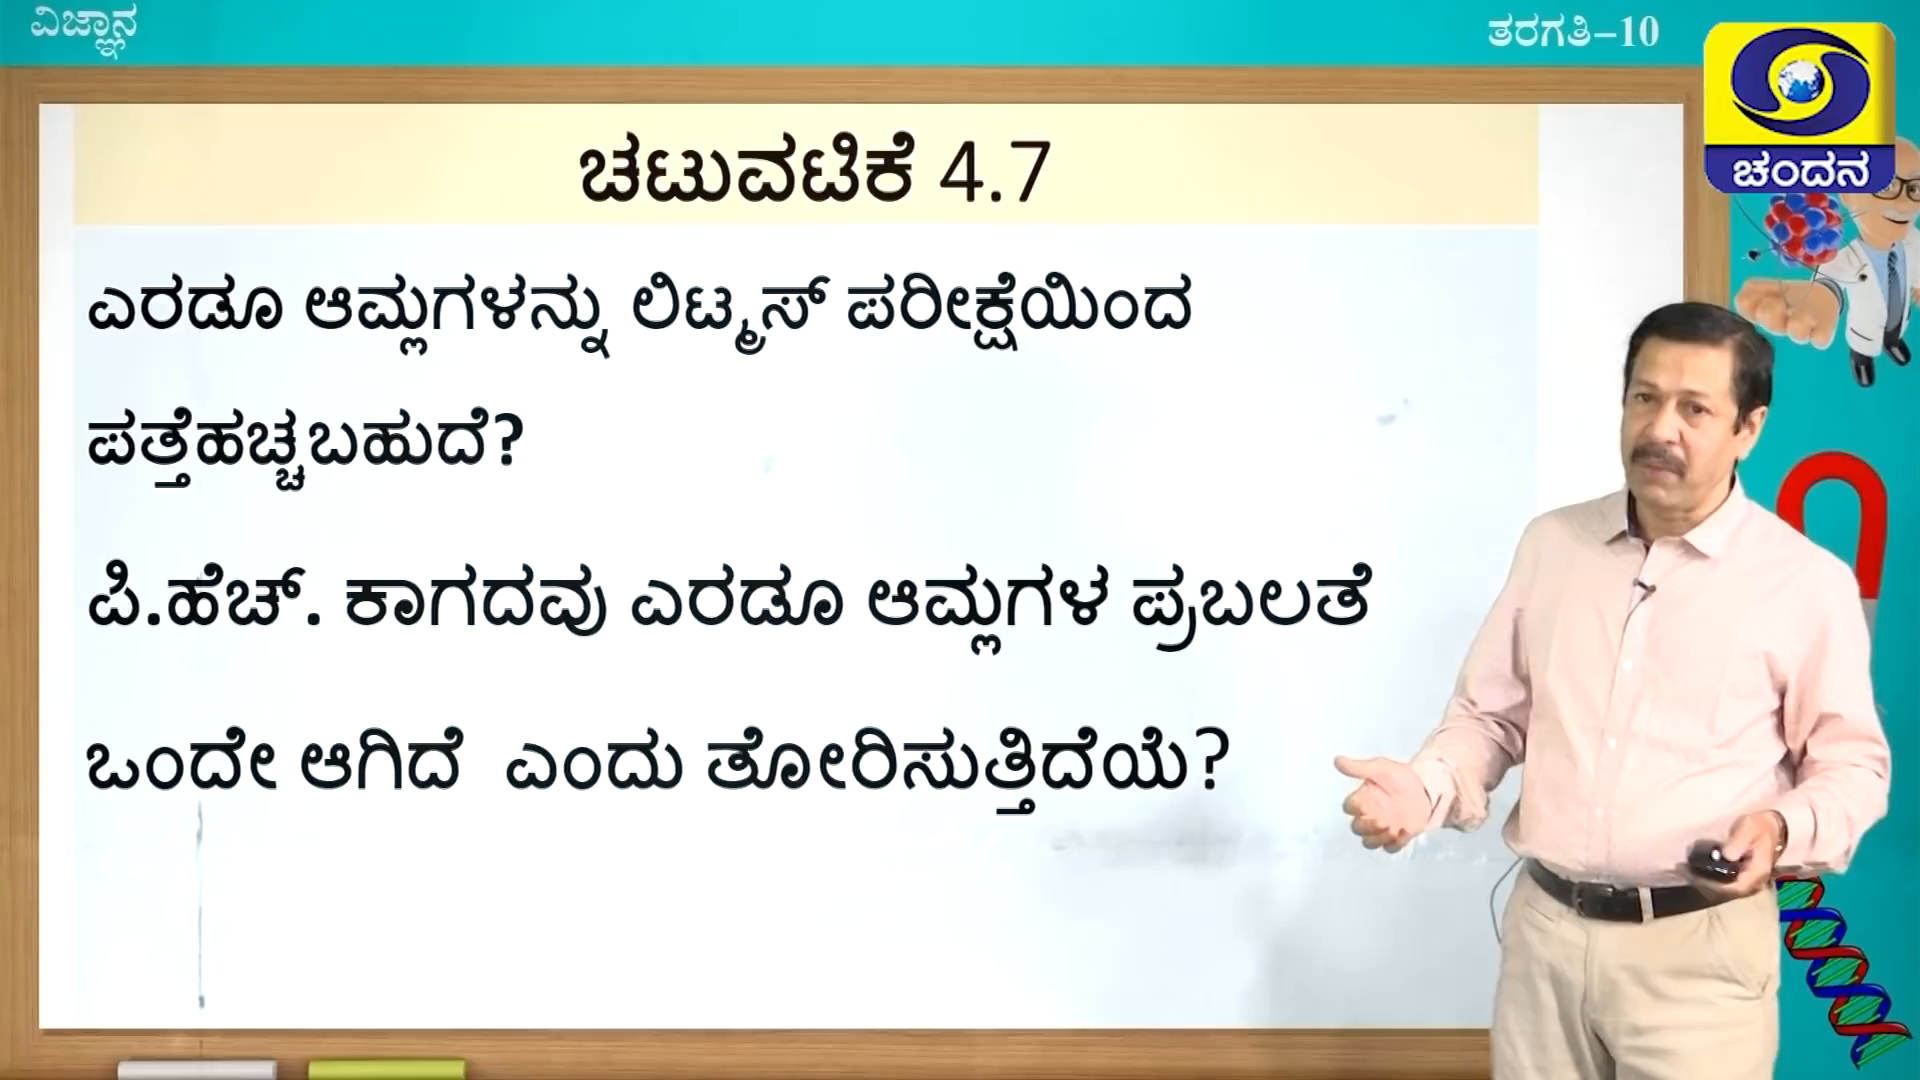 ವಿಜ್ಞಾನ
ತರಗತಿ–10
ಚಂದನ
ಚಟುವಟಿಕೆ 4.7
ಎರಡೂ ಆಮ್ಲಗಳನ್ನು ಲಿಟ್ಮಸ್ ಪರೀಕ್ಷೆಯಿಂದ
ಪತ್ತೆಹಚ್ಚಬಹುದೆ?
ಪಿ.ಹೆಚ್. ಕಾಗದವು ಎರಡೂ ಆಮ್ಲಗಳ ಪ್ರಬಲತೆ
ಒಂದೇ ಆಗಿದೆ ಎಂದು ತೋರಿಸುತ್ತಿದೆಯೆ?